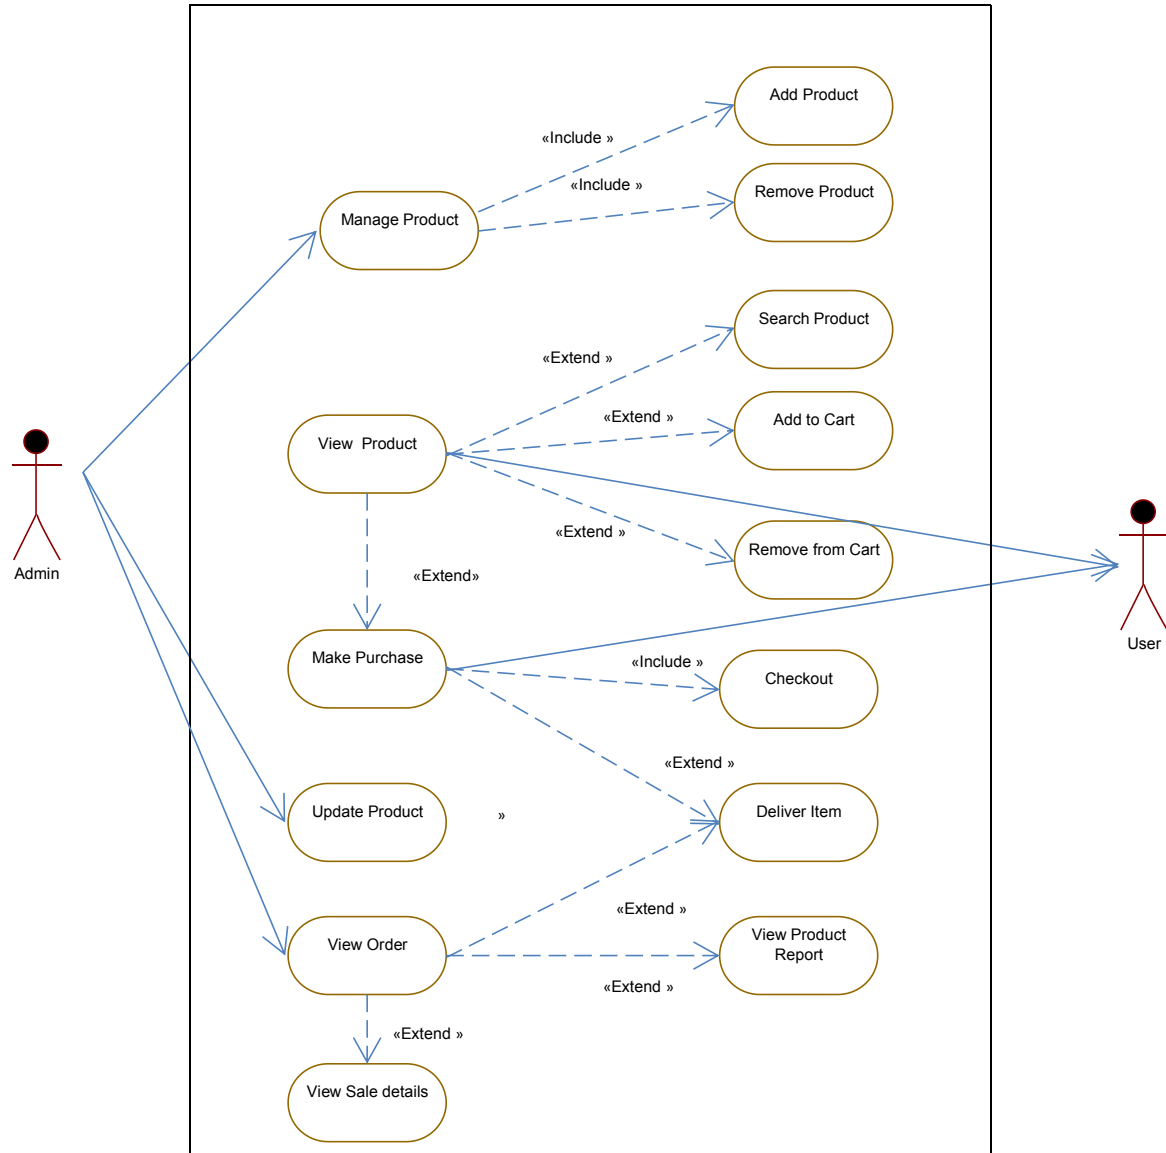 Add Product
«Include »
«Include »
Remove Product
Manage Product
Search Product
«Extend »
«Extend »
Add to Cart
View  Product
«Extend »
Remove from Cart
Admin
«Extend»
User
Make Purchase
«Include »
Checkout
«Extend »
Update Product
»
Deliver Item
«Extend »
View Order
View Product
Report
«Extend »
«Extend »
View Sale details